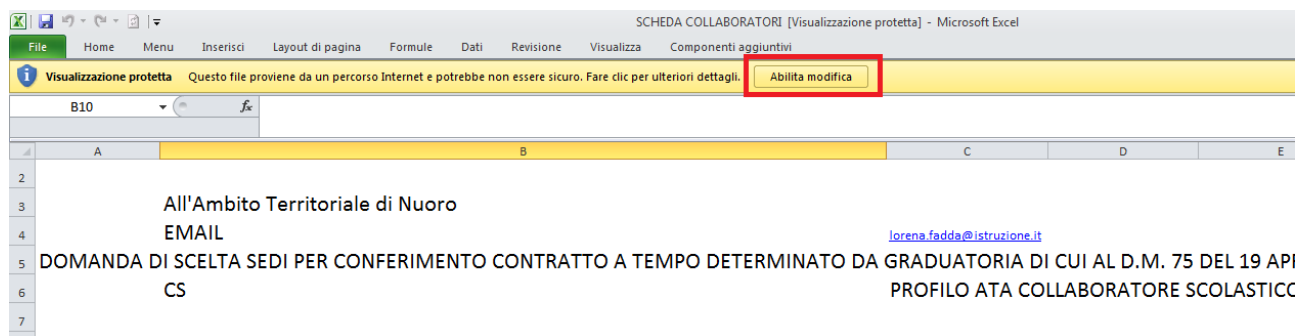 SCHEDA COLLABORATORI [Visualizzazione protetta] - Microsoft Excel
File Home Menu Inserisci Layout di pagina Formule Dati Revisione Visualizza Componenti aggiuntivi
Visualizzazione protetta Questo file proviene da un percorso Internet e potrebbe non essere sicuro. Fare clic per ulteriori dettagli. Abilita modifica
B10 fx
A B C D E
2
3 All'Ambito Territoriale di Nuoro
4 EMAIL lorena.fadda@istruzione.it
5 DOMANDA DI SCELTA SEDI PER CONFERIMENTO CONTRATTO A TEMPO DETERMINATO DA GRADUATORIA DI CUI AL D.M. 75 DEL 19
6 CS PROFILO ATA COLLABORATORE SCOLASTICO
7